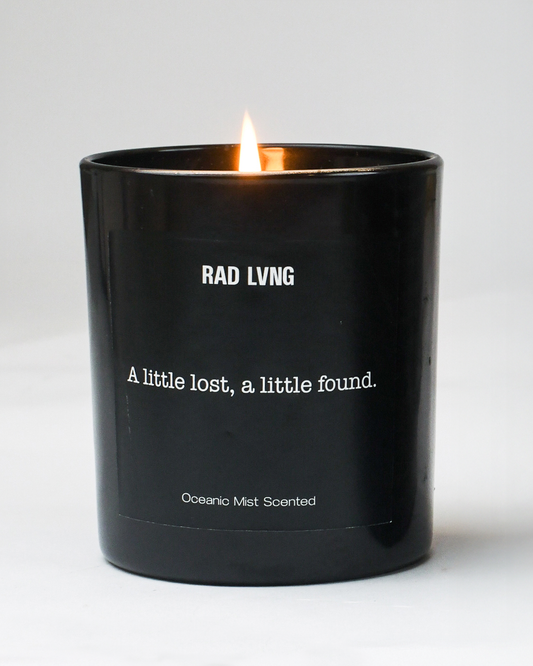 RAD LVNG
A little lost, a little found.
Oceanic Mist Scented